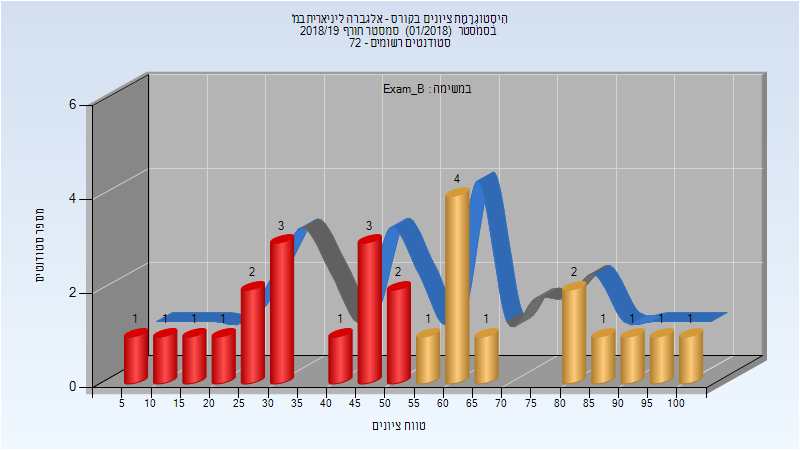 היסטוגרמת ציונים בקורס - אלגברה ליניארית במ'
בסמסטר (01/2018) סמסטר חורף 2018/19
סטודנטים רשומים - 72
במשימה : Exam_B
מספר סטודנטים
6
4
2
0
1 1 1 1 2 3 1 3 2 1 4 1 2 1 1 1 1
5 10 15 20 25 30 35 40 45 50 55 60 65 70 75 80 85 90 95 100
טווח ציונים